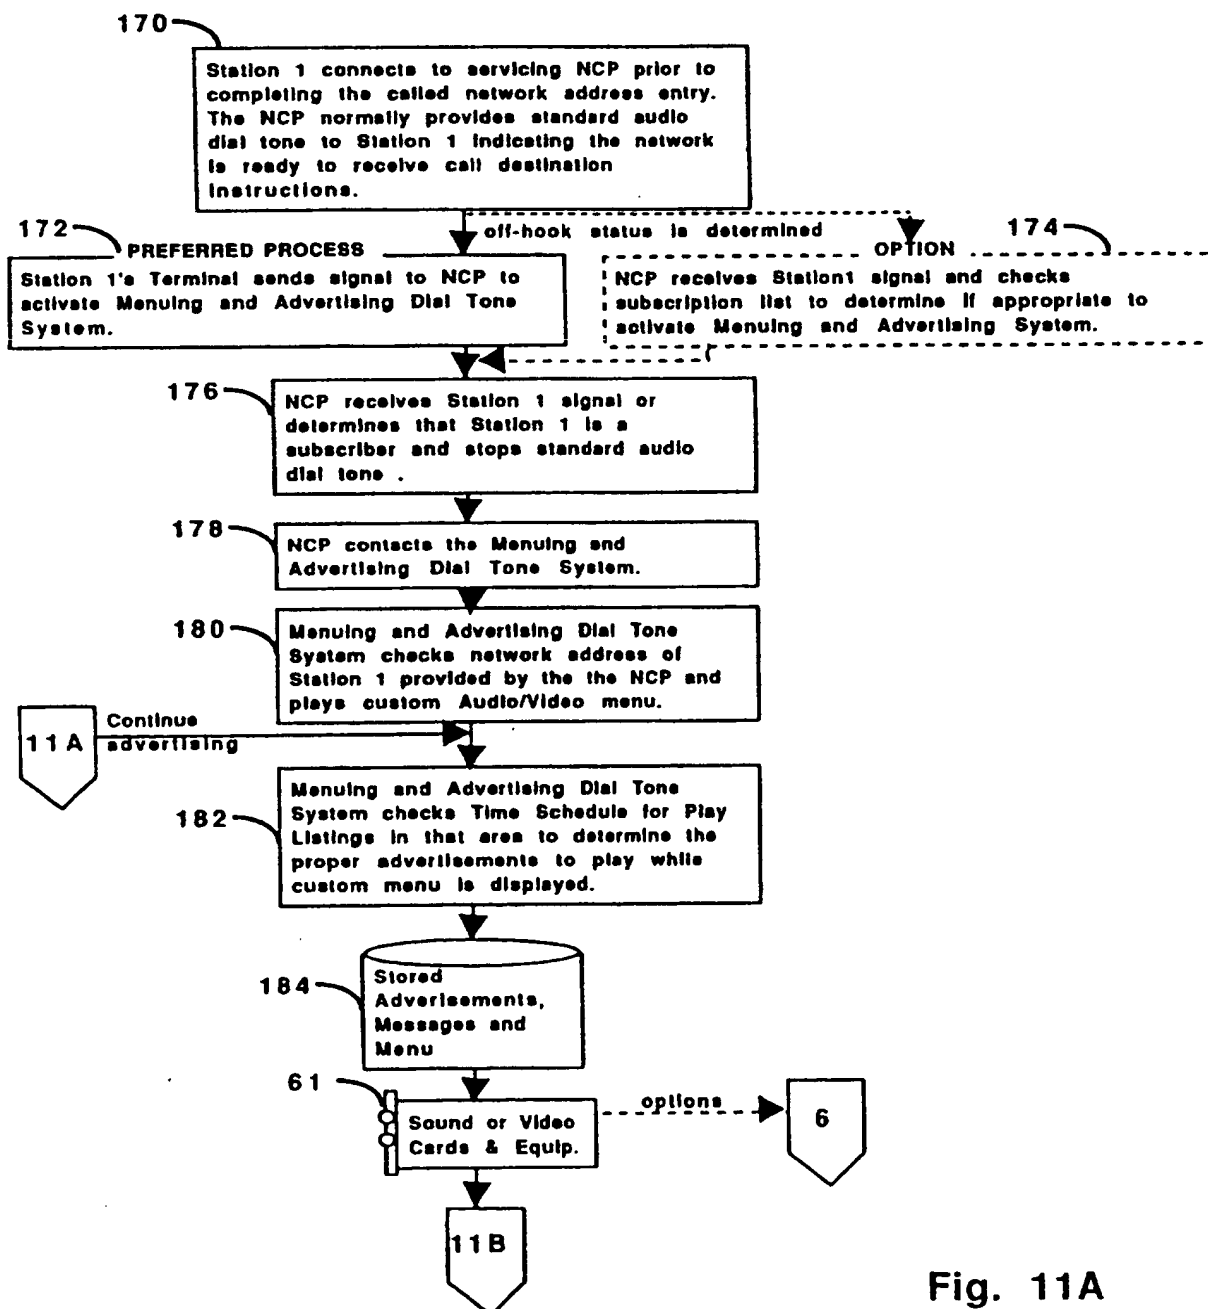 170
Station 1 connects to servicing NCP prior to
completing the called network address entry.
The NCP normally provides standard audio
dial tone to Station 1 indicating the network
is ready to receive call destination
instructions.
172
PREFERRED PROCESS
Station 1's Terminal sends signal to NCP to
activate Menuing and Advertising Dial Tone
System.
off-hook status is determined
174
OPTION
NCP receives Station1 signal and checks
subscription list to determine if appropriate to
activate Menuing and Advertising System.
176
NCP receives Station 1 signal or
determines that Station 1 is a
subscriber and stops standard audio
dial tone .
178
NCP contacts the Menuing and
Advertising Dial Tone System.
180
Menuing and Advertising Dial Tone
System checks network address of
Station 1 provided by the the NCP and
plays custom Audio/Video menu.
11A
Continue
advertising
182
Menuing and Advertising Dial Tone
System checks Time Schedule for Play
Listings in that area to determine the
proper advertisements to play while
custom menu is displayed.
184
Stored
Adverisements,
Messages and
Menu
61
Sound or Video
Cards & Equip.
options
6
11B
Fig. 11A